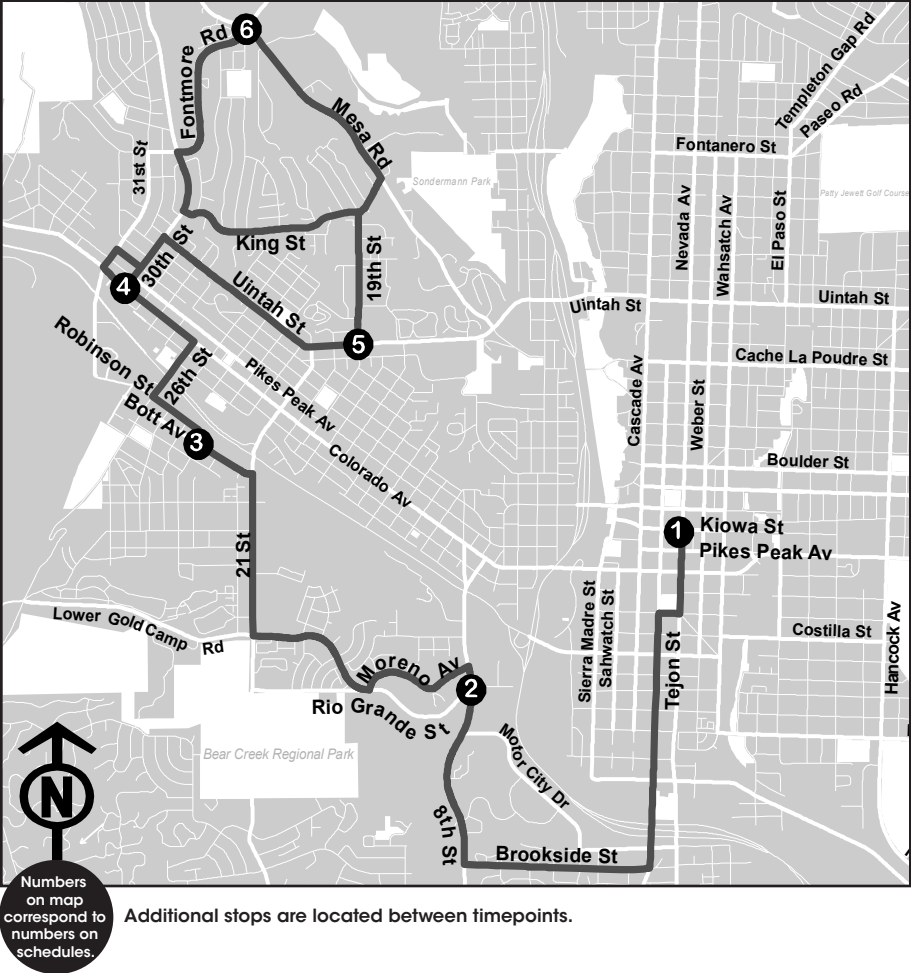 6
Fontmore Rd
Mesa Rd
Templeton Gap Rd
Paseo Rd
Fontanero St
31st St
Sondermann Park
Patty Jewett Golf Course
Nevada Av
Wahsatch Av
El Paso St
King St
30th St
19th St
4
Uintah St
5
Uintah St
Uintah St
Robinson St
26th St
Bott Av
3
Pikes Peak Av
Colorado Av
Cascade Av
Cache La Poudre St
Weber St
Boulder St
1
Kiowa St
Pikes Peak Av
21 St
Sierra Madre St
Sahwatch St
Tejon St
Costilla St
Hancock Av
Lower Gold Camp Rd
Moreno Av
2
Rio Grande St
Bear Creek Regional Park
Motor City Dr
8th St
Brookside St
N
Numbers
on map
correspond to
numbers on
schedules.
Additional stops are located between timepoints.